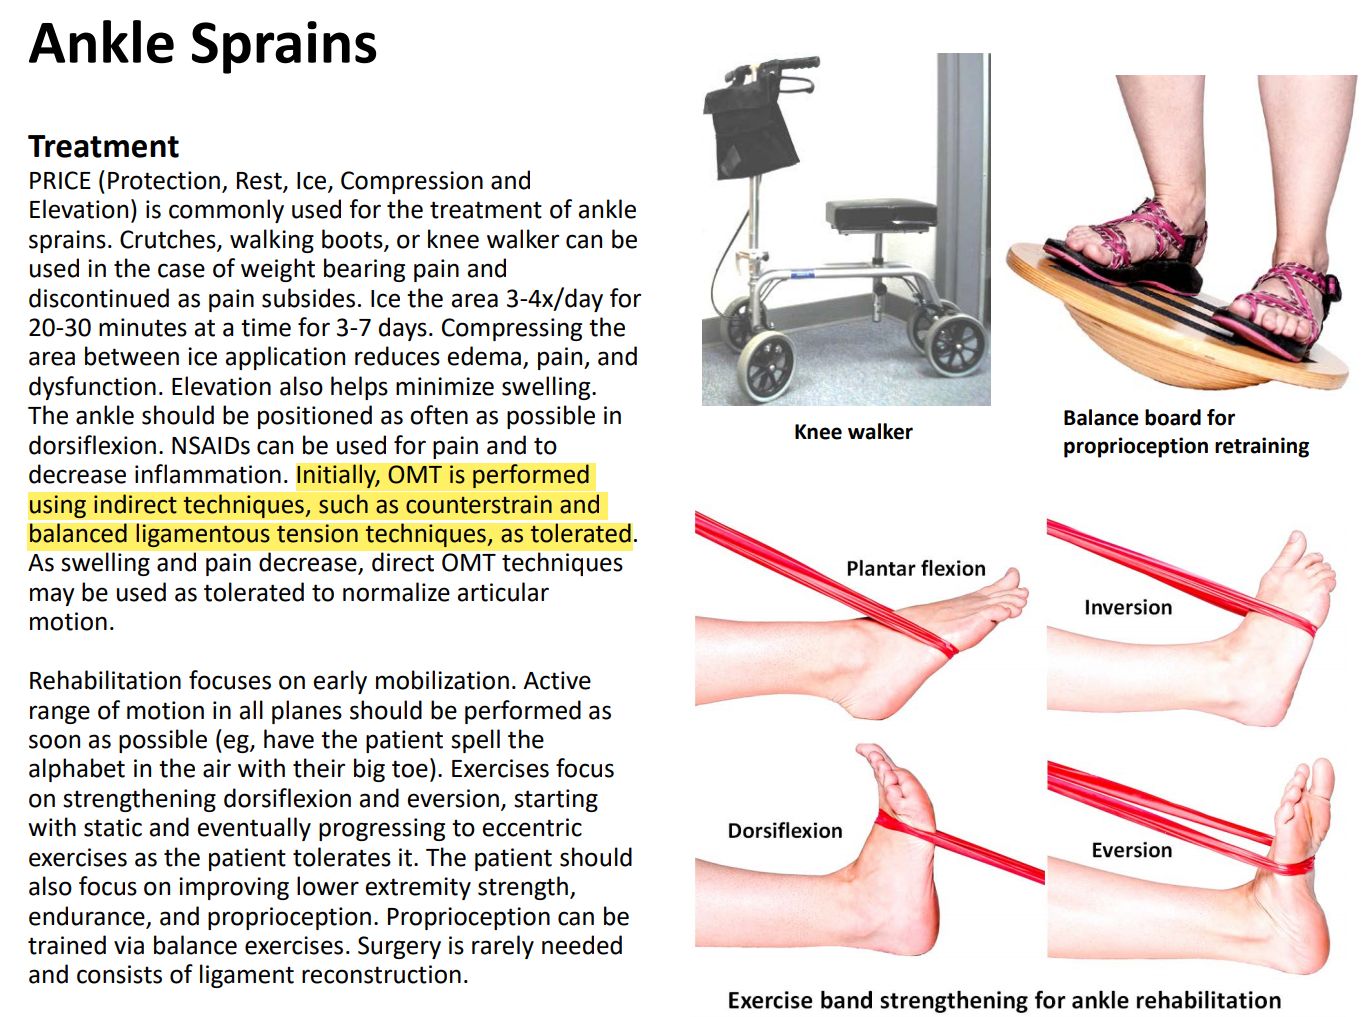 Ankle Sprains
Treatment
PRICE (Protection, Rest, Ice, Compression and
Elevation) is commonly used for the treatment of ankle
sprains. Crutches, walking boots, or knee walker can be
used in the case of weight bearing pain and
discontinued as pain subsides. Ice the area 3-4x/day for
20-30 minutes at a time for 3-7 days. Compressing the
area between ice application reduces edema, pain, and
dysfunction. Elevation also helps minimize swelling.
The ankle should be positioned as often as possible in
dorsiflexion. NSAIDs can be used for pain and to
decrease inflammation. Initially, OMT is performed
using indirect techniques, such as counterstrain and
balanced ligamentous tension techniques, as tolerated.
As swelling and pain decrease, direct OMT techniques
may be used as tolerated to normalize articular
motion.
Rehabilitation focuses on early mobilization. Active
range of motion in all planes should be performed as
soon as possible (eg, have the patient spell the
alphabet in the air with their big toe). Exercises focus
on strengthening dorsiflexion and eversion, starting
with static and eventually progressing to eccentric
exercises as the patient tolerates it. The patient should
also focus on improving lower extremity strength,
endurance, and proprioception. Proprioception can be
trained via balance exercises. Surgery is rarely needed
and consists of ligament reconstruction.
Knee walker
Balance board for
proprioception retraining
Plantar flexion
Inversion
Dorsiflexion
Eversion
Exercise band strengthening for ankle rehabilitation